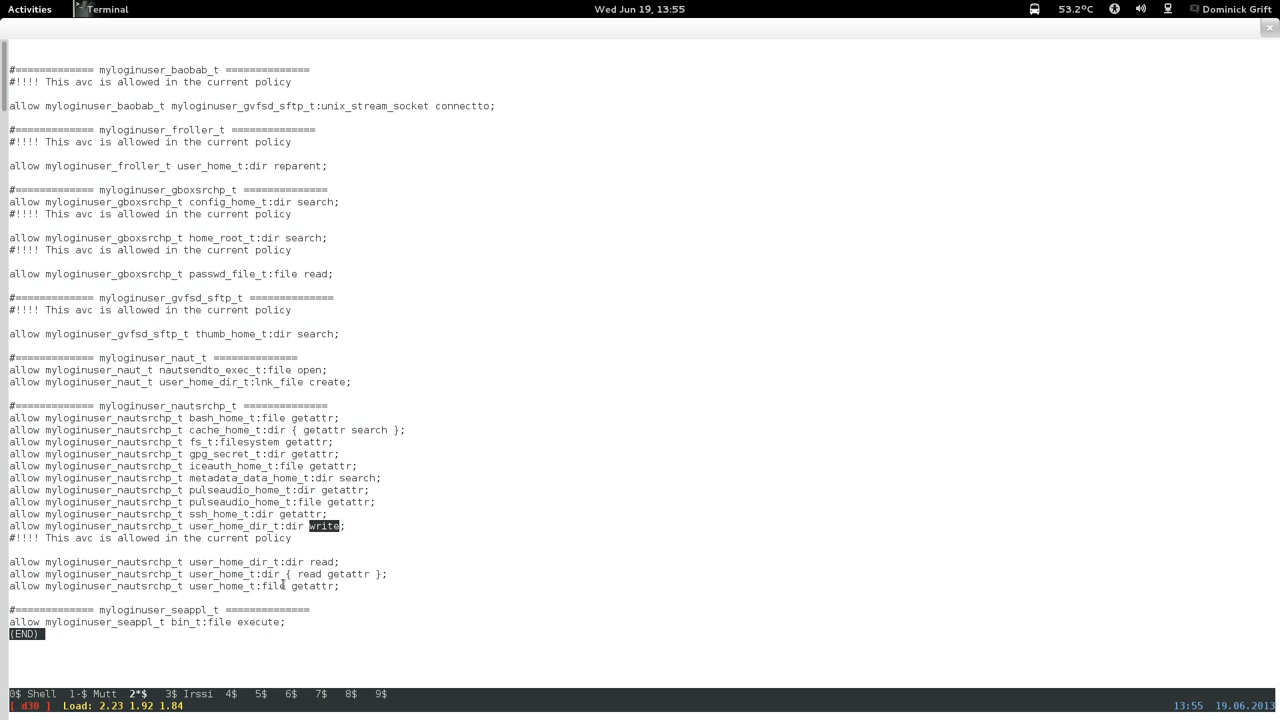 Activities Terminal Wed Jun 19, 13:55 53.2°C Dominick Grift
#============= myloginuser_baobab_t ==============
#!!!! This avc is allowed in the current policy
allow myloginuser_baobab_t myloginuser_gvfsd_sftp_t:unix_stream_socket connectto;
#============= myloginuser_froller_t ==============
#!!!! This avc is allowed in the current policy
allow myloginuser_froller_t user_home_t:dir reparent;
#============= myloginuser_gboxsrchp_t ==============
allow myloginuser_gboxsrchp_t config_home_t:dir search;
#!!!! This avc is allowed in the current policy
allow myloginuser_gboxsrchp_t home_root_t:dir search;
#!!!! This avc is allowed in the current policy
allow myloginuser_gboxsrchp_t passwd_file_t:file read;
#============= myloginuser_gvfsd_sftp_t ==============
#!!!! This avc is allowed in the current policy
allow myloginuser_gvfsd_sftp_t thumb_home_t:dir search;
#============= myloginuser_naut_t ==============
allow myloginuser_naut_t nautsendto_exec_t:file open;
allow myloginuser_naut_t user_home_dir_t:lnk_file create;
#============= myloginuser_nautsrchp_t ==============
allow myloginuser_nautsrchp_t bash_home_t:file getattr;
allow myloginuser_nautsrchp_t cache_home_t:dir { getattr search };
allow myloginuser_nautsrchp_t fs_t:filesystem getattr;
allow myloginuser_nautsrchp_t gpg_secret_t:dir getattr;
allow myloginuser_nautsrchp_t iceauth_home_t:file getattr;
allow myloginuser_nautsrchp_t metadata_data_home_t:dir search;
allow myloginuser_nautsrchp_t pulseaudio_home_t:dir getattr;
allow myloginuser_nautsrchp_t pulseaudio_home_t:file getattr;
allow myloginuser_nautsrchp_t ssh_home_t:dir getattr;
allow myloginuser_nautsrchp_t user_home_dir_t:dir write;
#!!!! This avc is allowed in the current policy
allow myloginuser_nautsrchp_t user_home_dir_t:dir read;
allow myloginuser_nautsrchp_t user_home_t:dir { read getattr };
allow myloginuser_nautsrchp_t user_home_t:file getattr;
#============= myloginuser_seappl_t ==============
allow myloginuser_seappl_t bin_t:file execute;
(END)
0$ Shell 1-$ Mutt 2*$ 3$ Irssi 4$ 5$ 6$ 7$ 8$ 9$
[ d30 ] Load: 2.23 1.92 1.84 13:55 19.06.2013